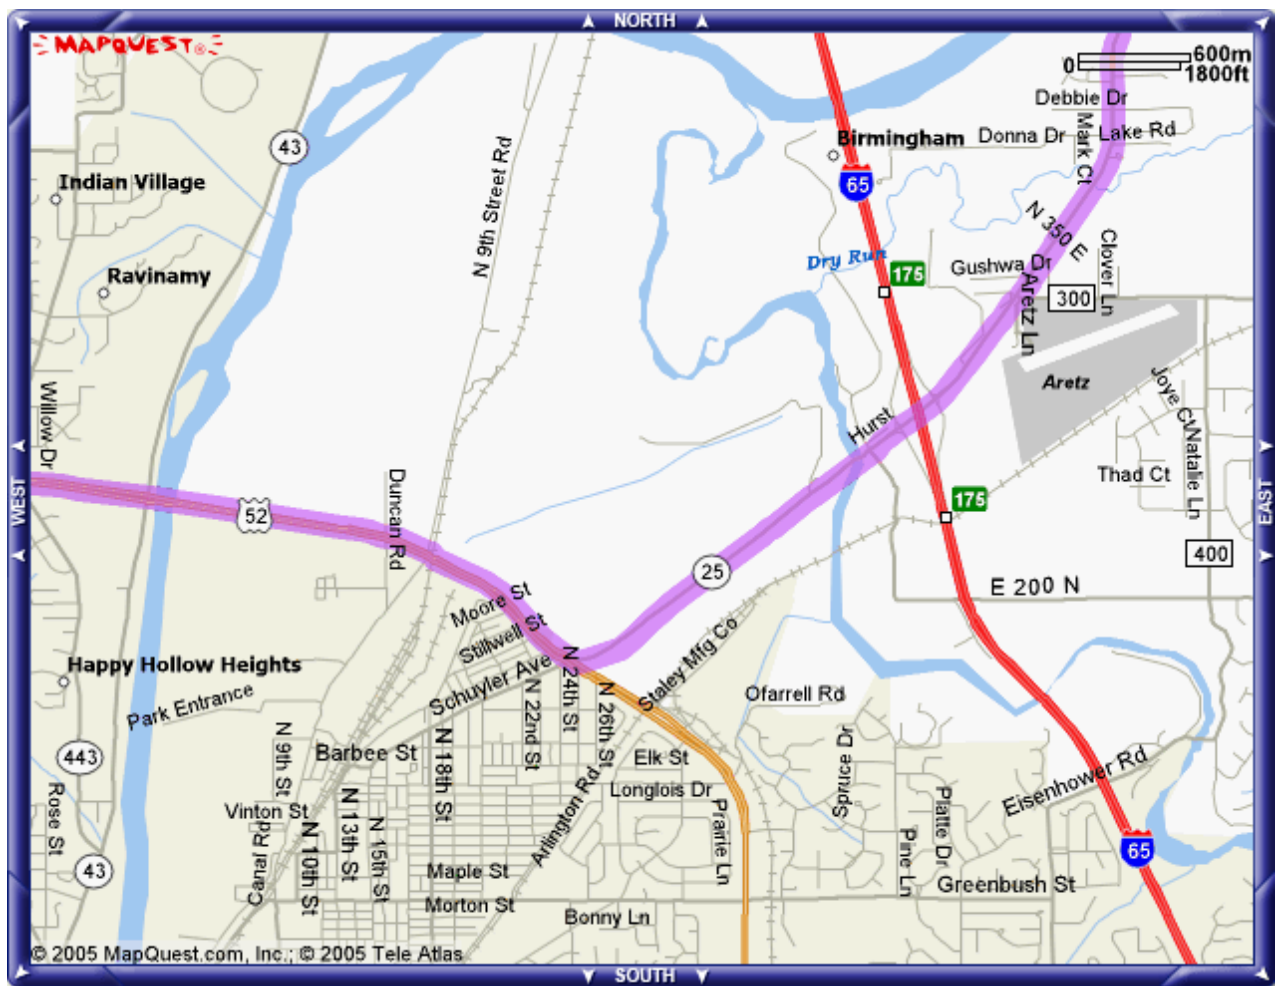 NORTH
MAPQUEST®
600m
0
1800ft
Debbie Dr
Birmingham
Donna Dr
Lake Rd
43
Mark Ct
N 9th Street Rd
Indian Village
65
N 350 E
Clover Ln
Dry Run
175
Gushwa Dr
Ravinamy
Aretz Ln
300
Aretz
Joye Ct
Willow Dr
Hurst
Natalie Ln
Thad Ct
WEST
EAST
175
Duncan Rd
52
400
25
E 200 N
Moore St
Stillwell St
Staley Mfg Co
Happy Hollow Heights
Schuyler Ave
N 24th St
Park Entrance
N 22nd St
N 26th St
Ofarrell Rd
N 9th St
Barbee St
N 18th St
443
Elk St
Spruce Dr
Eisenhower Rd
Longlois Dr
Rose St
Vinton St
N 13th St
N 15th St
Arlington Rd
Prairie Ln
Platte Dr
N 10th St
Canal Rd
Pine Ln
65
43
Maple St
Greenbush St
Morton St
Bonny Ln
© 2005 MapQuest.com, Inc.; © 2005 Tele Atlas
SOUTH